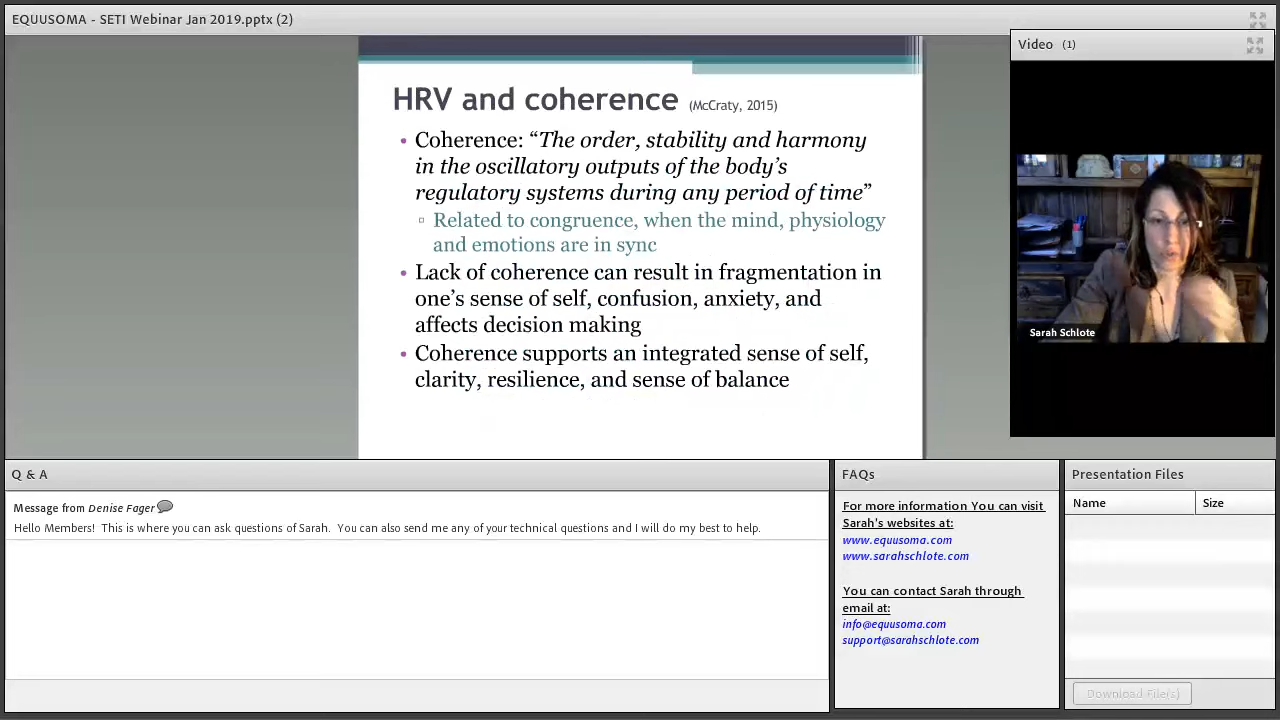 EQUUSOMA - SETI Webinar Jan 2019.pptx (2)
Video (1)
HRV and coherence (McCraty, 2015)
• Coherence: “The order, stability and harmony
in the oscillatory outputs of the body’s
regulatory systems during any period of time”
▫ Related to congruence, when the mind, physiology
and emotions are in sync
• Lack of coherence can result in fragmentation in
one’s sense of self, confusion, anxiety, and
affects decision making
• Coherence supports an integrated sense of self,
clarity, resilience, and sense of balance
Sarah Schlote
Q & A
Message from Denise Fager
Hello Members! This is where you can ask questions of Sarah. You can also send me any of your technical questions and I will do my best to help.
FAQs
For more information You can visit
Sarah's websites at:
www.equusoma.com
www.sarahschlote.com
You can contact Sarah through
email at:
info@equusoma.com
support@sarahschlote.com
Presentation Files
Name Size
Download File(s)